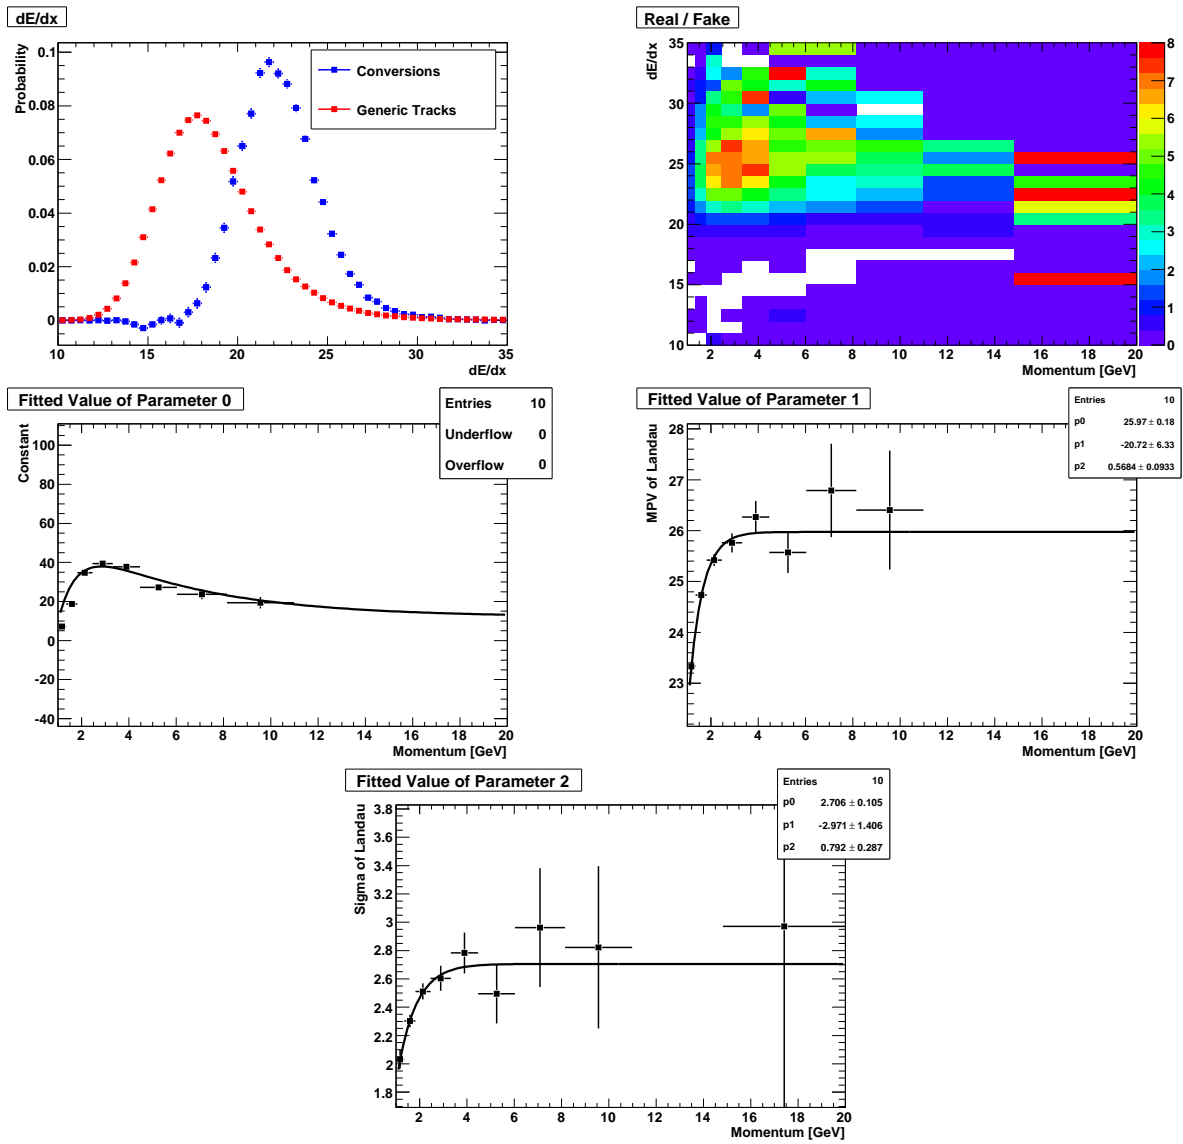 dE/dx
Probability
0.1
0.08
0.06
0.04
0.02
0
10 15 20 25 30 35
dE/dx
Conversions
Generic Tracks
Real / Fake
dE/dx
35
30
25
20
15
10
2 4 6 8 10 12 14 16 18 20
Momentum [GeV]
8
7
6
5
4
3
2
1
0
Fitted Value of Parameter 0
Entries 10
Underflow 0
Overflow 0
Constant
100
80
60
40
20
0
-20
-40
2 4 6 8 10 12 14 16 18 20
Momentum [GeV]
Fitted Value of Parameter 1
Entries 10
p0 25.97 ± 0.18
p1 -20.72 ± 6.33
p2 0.5684 ± 0.0933
MPV of Landau
28
27
26
25
24
23
2 4 6 8 10 12 14 16 18 20
Momentum [GeV]
Fitted Value of Parameter 2
Entries 10
p0 2.706 ± 0.105
p1 -2.971 ± 1.406
p2 0.792 ± 0.287
Sigma of Landau
3.8
3.6
3.4
3.2
3
2.8
2.6
2.4
2.2
2
1.8
2 4 6 8 10 12 14 16 18 20
Momentum [GeV]